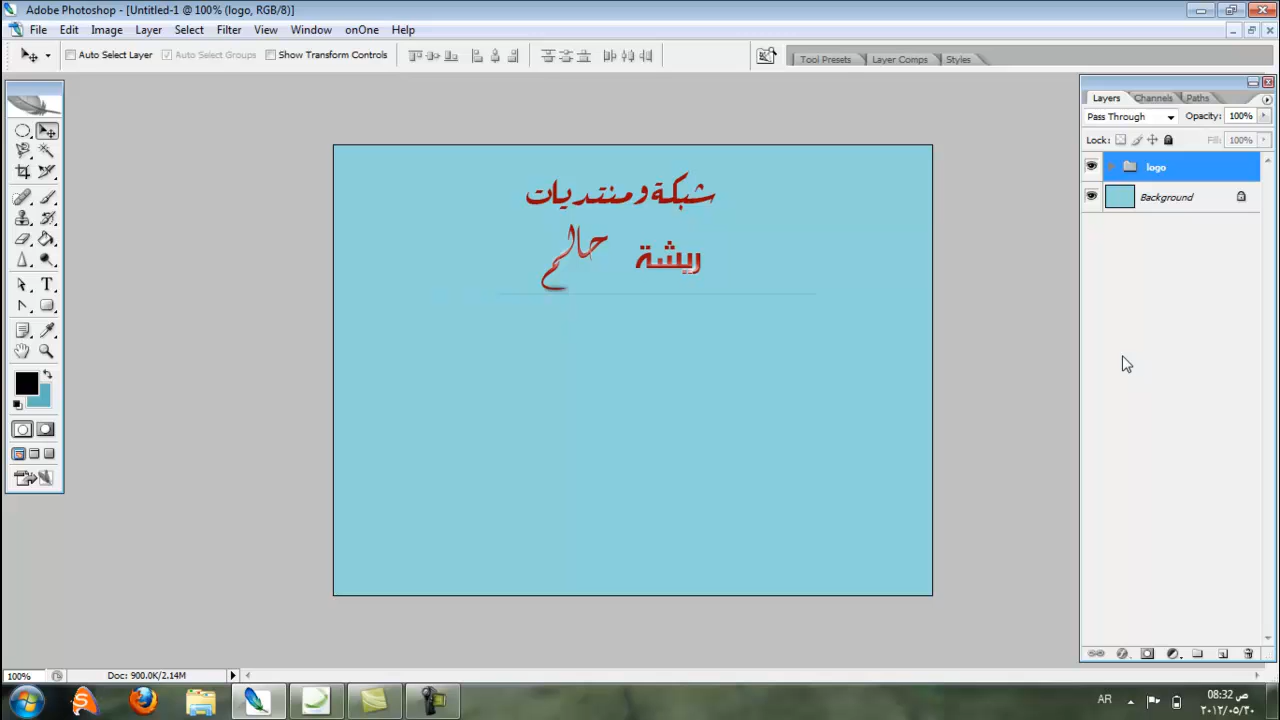 Adobe Photoshop - [Untitled-1 @ 100% (logo, RGB/8)]
File Edit Image Layer Select Filter View Window onOne Help
Auto Select Layer Auto Select Groups Show Transform Controls Tool Presets Layer Comps Styles
Layers Channels Paths
Pass Through Opacity: 100%
Lock: Fill: 100%
logo
Background
شبكة ومنتديات
ريشة حالم
100% Doc: 900.0K/2.14M
AR
08:32 ص
٢٠١٢/٠٥/٣٠